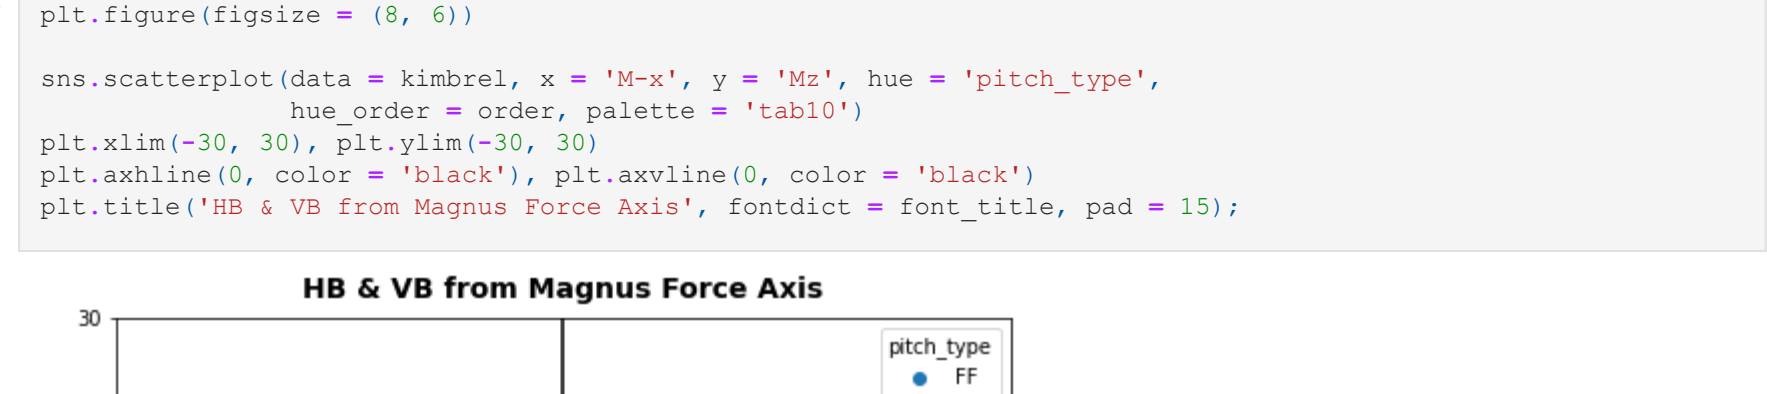 plt.figure(figsize = (8, 6))
sns.scatterplot(data = kimbrel, x = 'M-x', y = 'Mz', hue = 'pitch_type',
hue_order = order, palette = 'tab10')
plt.xlim(-30, 30), plt.ylim(-30, 30)
plt.axhline(0, color = 'black'), plt.axvline(0, color = 'black')
plt.title('HB & VB from Magnus Force Axis', fontdict = font_title, pad = 15);
HB & VB from Magnus Force Axis
30
pitch_type
FF